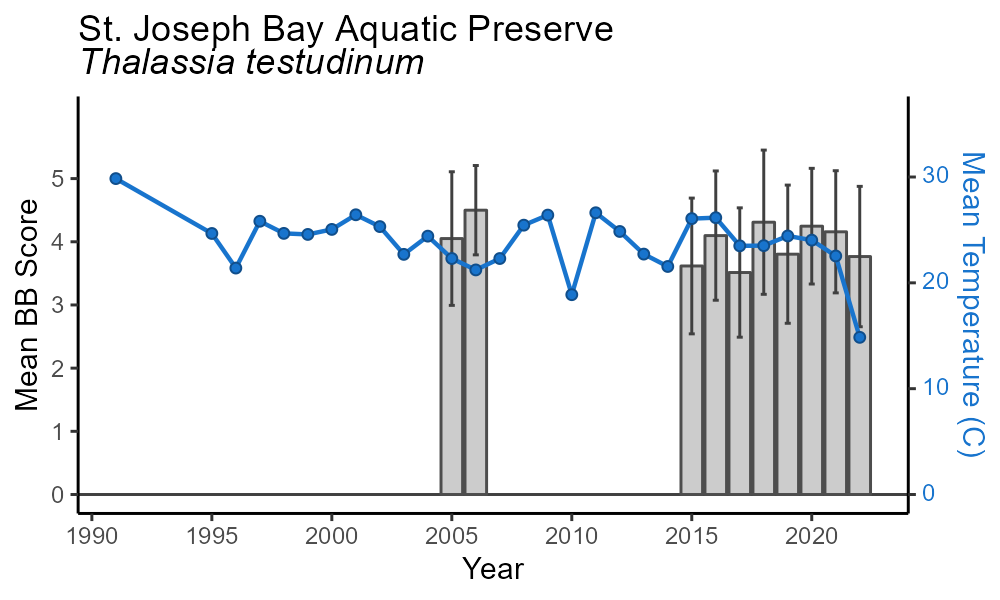 St. Joseph Bay Aquatic Preserve
Thalassia testudinum
Mean BB Score
5
4
3
2
1
0
30
20
10
0
Mean Temperature (C)
1990 1995 2000 2005 2010 2015 2020
Year